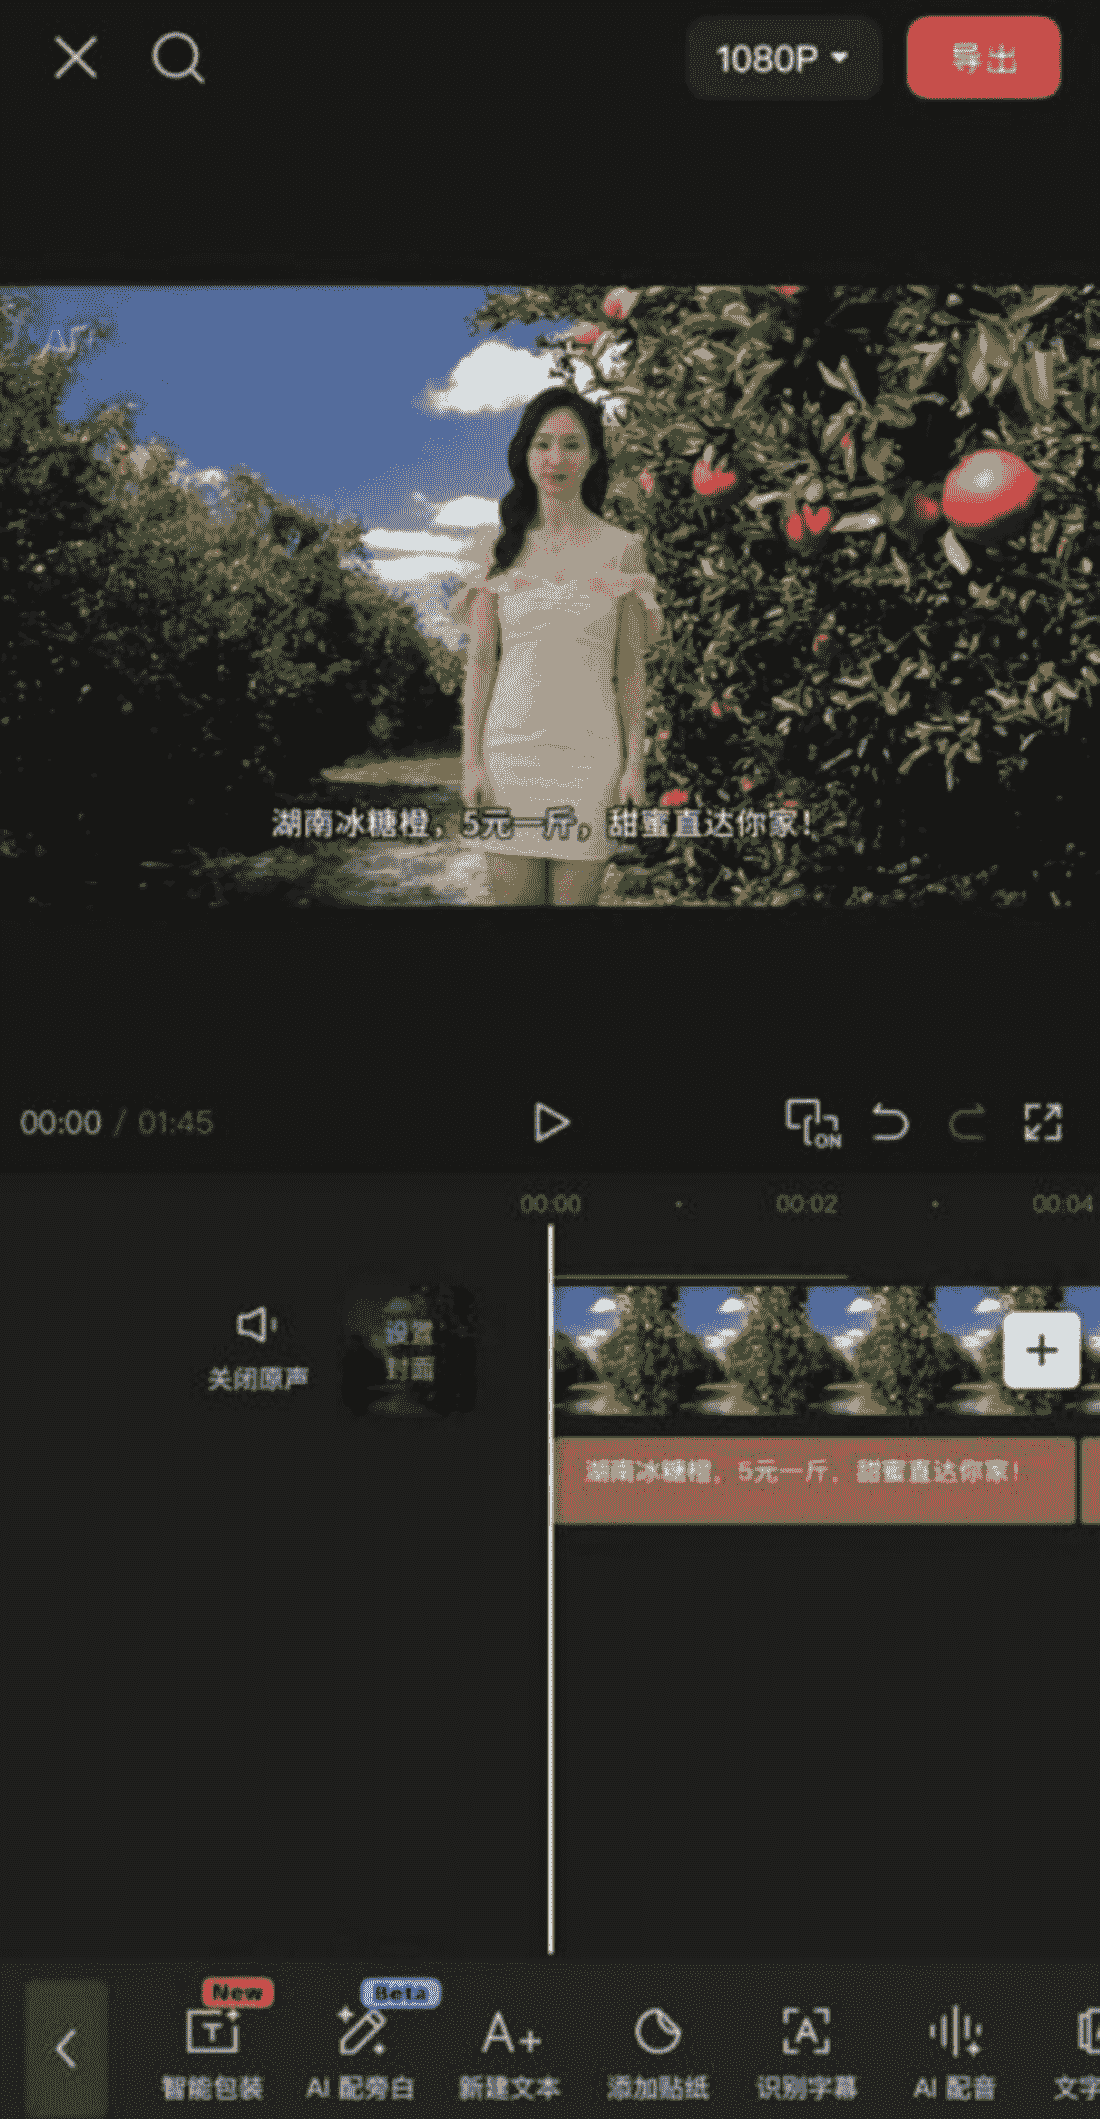 1080P
导出
湖南冰糖橙，5元一斤，甜蜜直达你家！
00:00 / 01:45
ON
00:00
00:02
00:04
关闭原声
设置
封面
湖南冰糖橙，5元一斤，甜蜜直达你家！
New
Beta
智能包装
AI 配旁白
新建文本
添加贴纸
识别字幕
AI 配音
文字